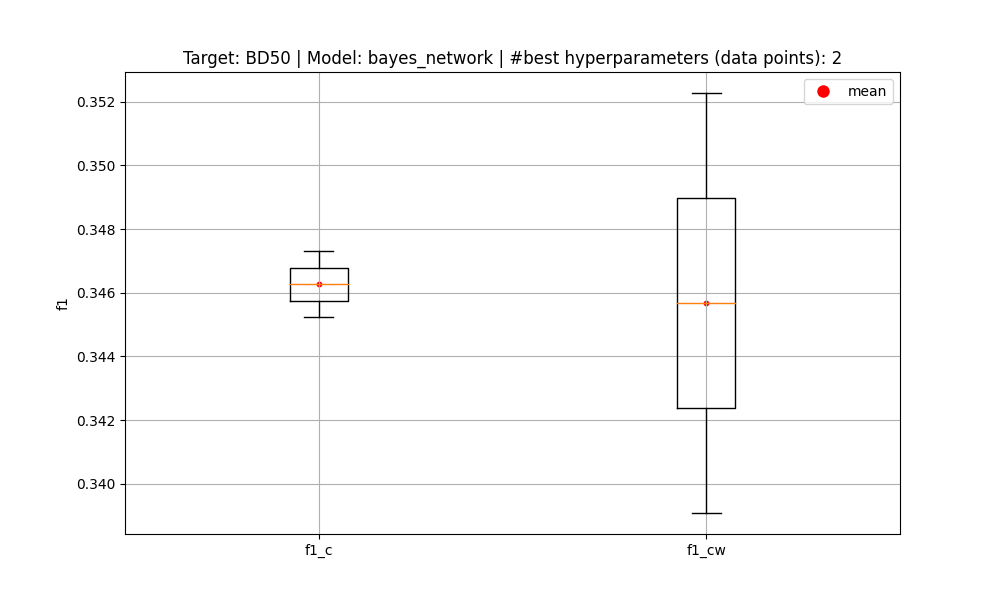 Target: BD50 | Model: bayes_network | #best hyperparameters (data points): 2
mean
0.352
0.350
0.348
0.346
0.344
0.342
0.340
f1
f1_c
f1_cw